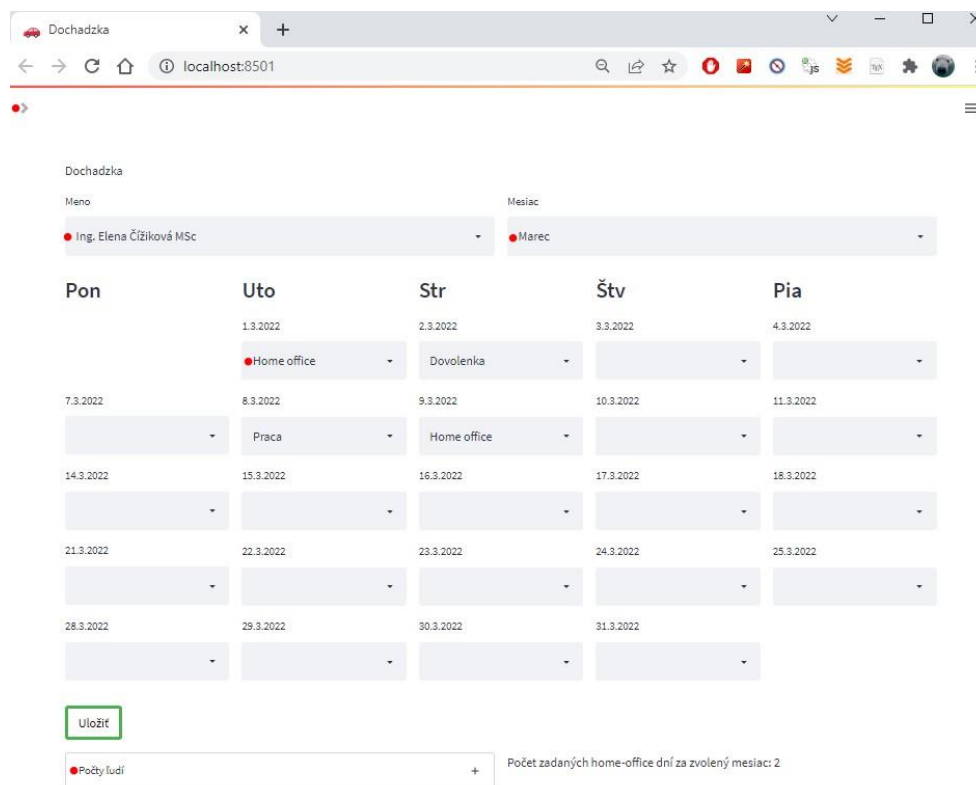 Dochadzka
localhost:8501
Dochadzka
Meno Mesiac
Ing. Elena Čížiková MSc Marec
Pon Uto Str Štv Pia
1.3.2022 2.3.2022 3.3.2022 4.3.2022
Home office Dovolenka
7.3.2022 8.3.2022 9.3.2022 10.3.2022 11.3.2022
Praca Home office
14.3.2022 15.3.2022 16.3.2022 17.3.2022 18.3.2022
21.3.2022 22.3.2022 23.3.2022 24.3.2022 25.3.2022
28.3.2022 29.3.2022 30.3.2022 31.3.2022
Uložiť
Počty ľudí Počet zadaných home-office dní za zvolený mesiac: 2